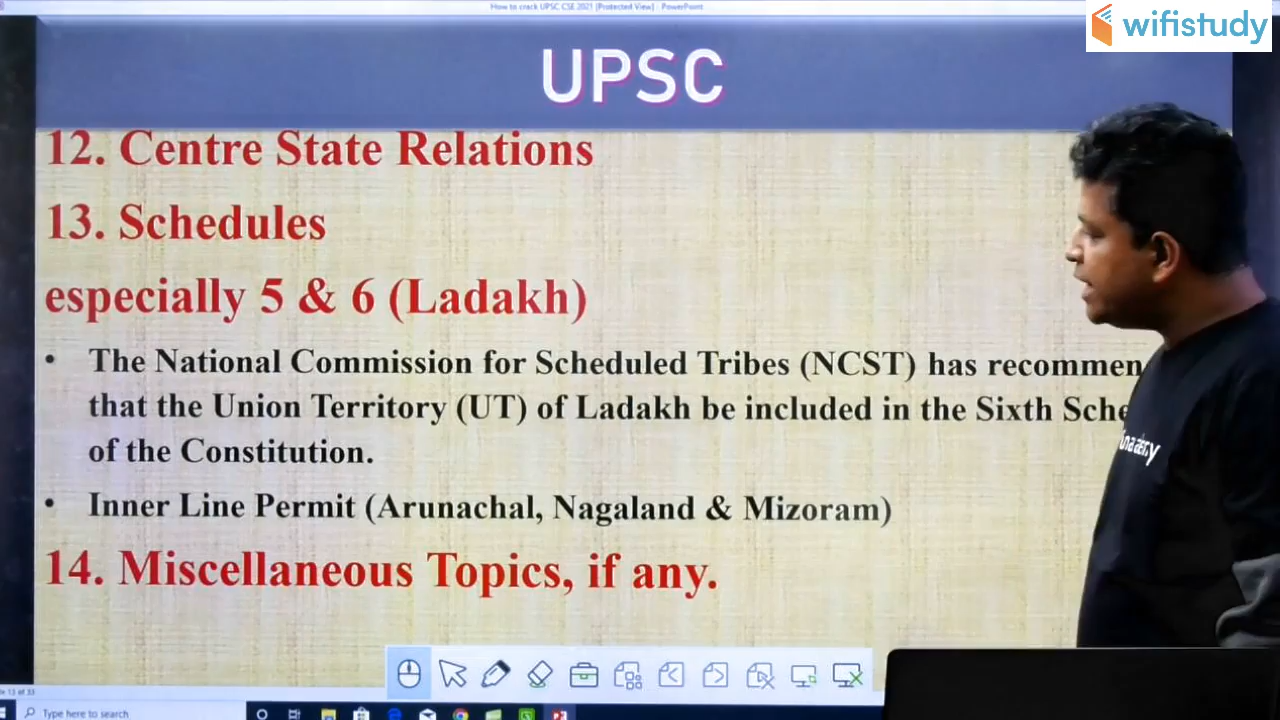 How to crack UPSC CSE 2021 [Protected View] - PowerPoint
wifistudy
UPSC
12. Centre State Relations
13. Schedules
especially 5 & 6 (Ladakh)
• The National Commission for Scheduled Tribes (NCST) has recommen
that the Union Territory (UT) of Ladakh be included in the Sixth Sche
of the Constitution.
• Inner Line Permit (Arunachal, Nagaland & Mizoram)
14. Miscellaneous Topics, if any.
13 of 33
Type here to search